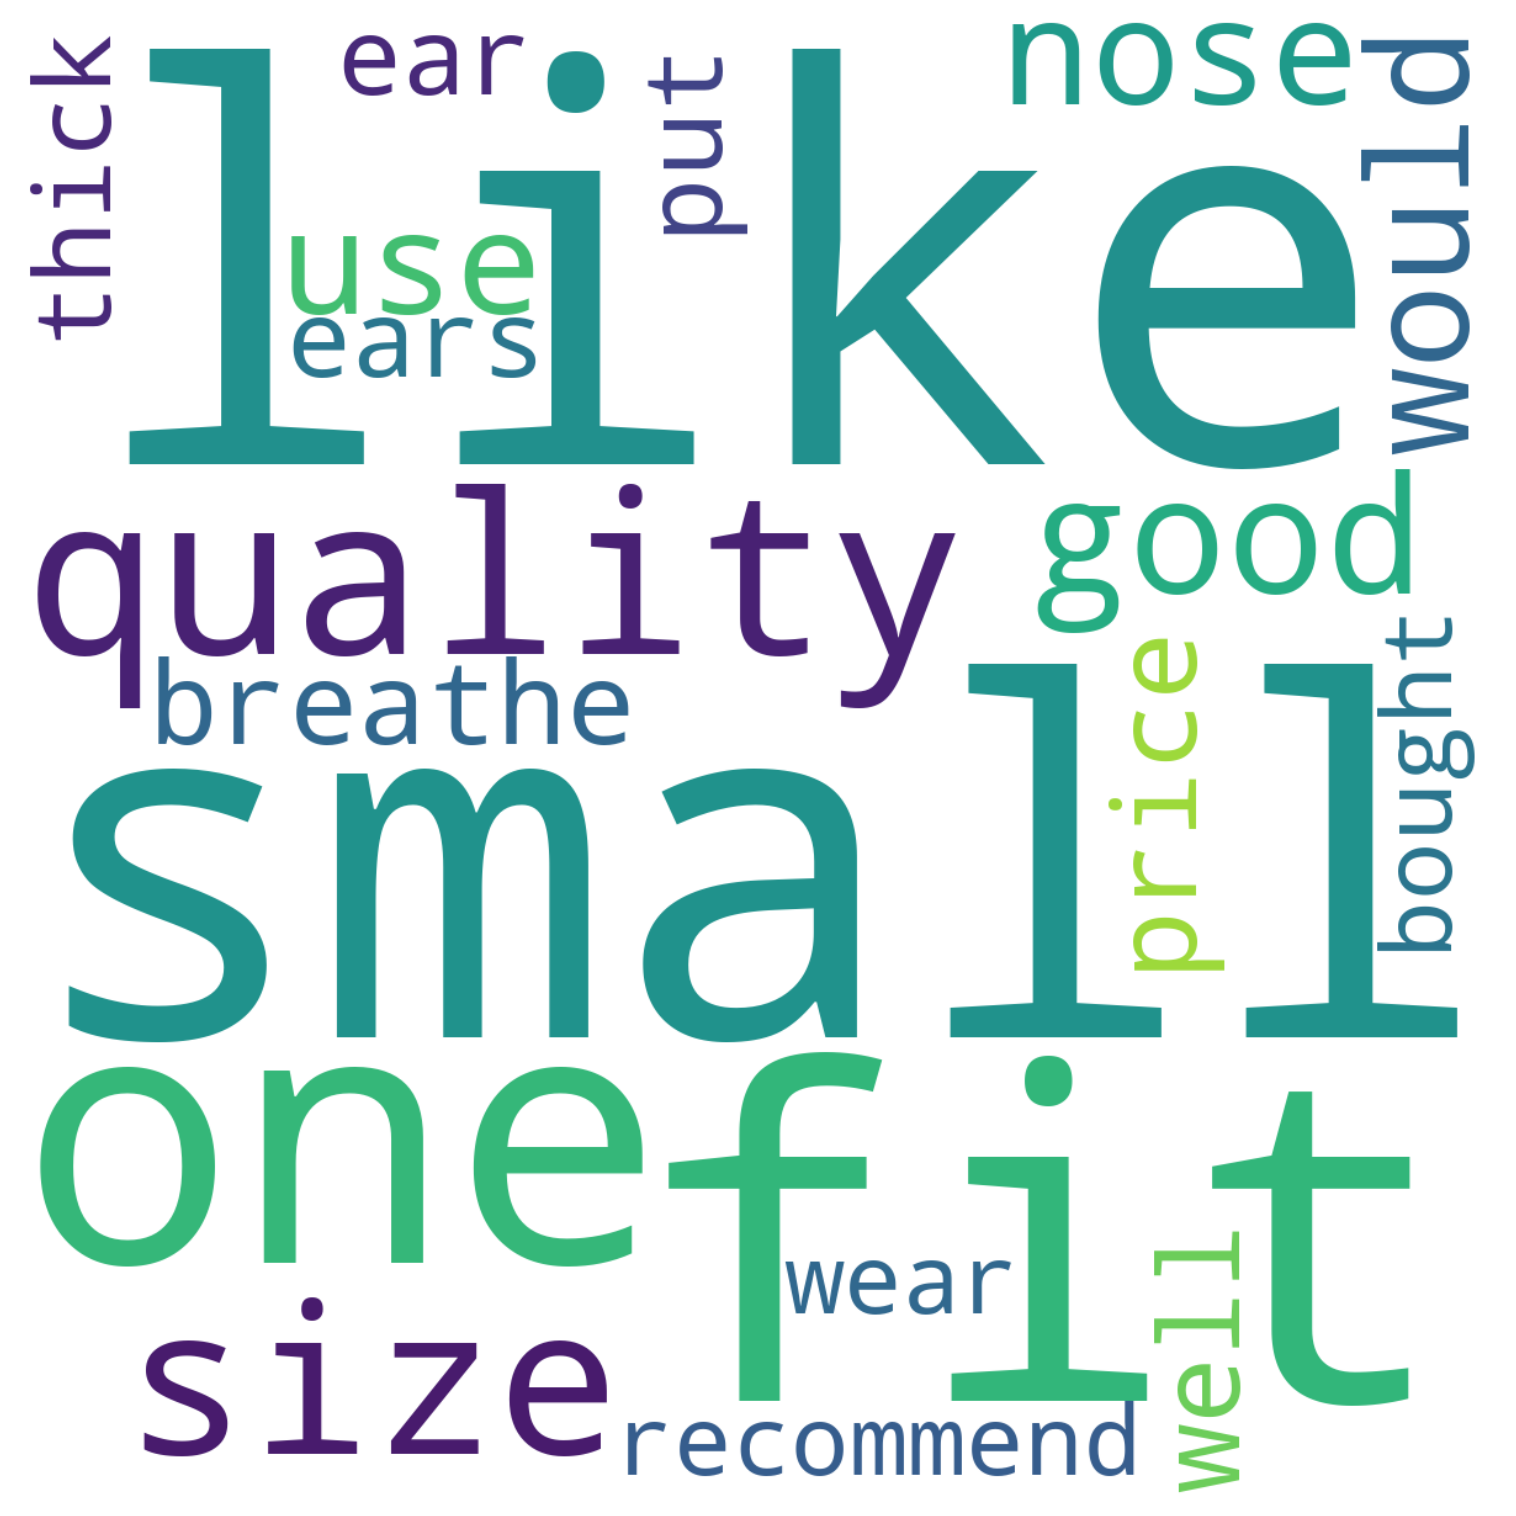 thick
ear
put
nose
would
like
use
ears
quality
good
breathe
price
bought
small
one
fit
wear
well
size
recommend